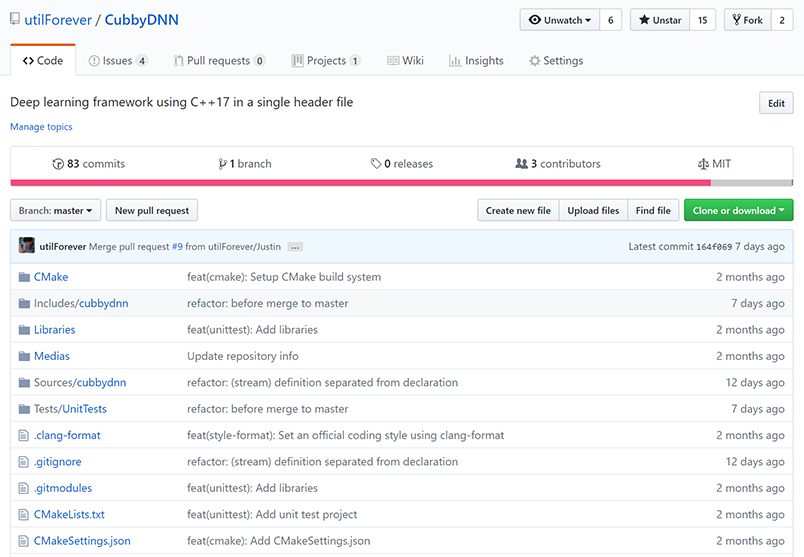 utilForever / CubbyDNN Unwatch 6 Unstar 15 Fork 2
Code Issues 4 Pull requests 0 Projects 1 Wiki Insights Settings
Deep learning framework using C++17 in a single header file Edit
Manage topics
83 commits 1 branch 0 releases 3 contributors MIT
Branch: master New pull request Create new file Upload files Find file Clone or download
utilForever Merge pull request #9 from utilForever/Justin ... Latest commit 164f069 7 days ago
CMake feat(cmake): Setup CMake build system 2 months ago
Includes/cubbydnn refactor: before merge to master 7 days ago
Libraries feat(unittest): Add libraries 2 months ago
Medias Update repository info 2 months ago
Sources/cubbydnn refactor: (stream) definition separated from declaration 12 days ago
Tests/UnitTests refactor: before merge to master 7 days ago
.clang-format feat(style-format): Set an official coding style using clang-format 2 months ago
.gitignore refactor: (stream) definition separated from declaration 12 days ago
.gitmodules feat(unittest): Add libraries 2 months ago
CMakeLists.txt feat(unittest): Add unit test project 2 months ago
CMakeSettings.json feat(cmake): Add CMakeSettings.json 2 months ago